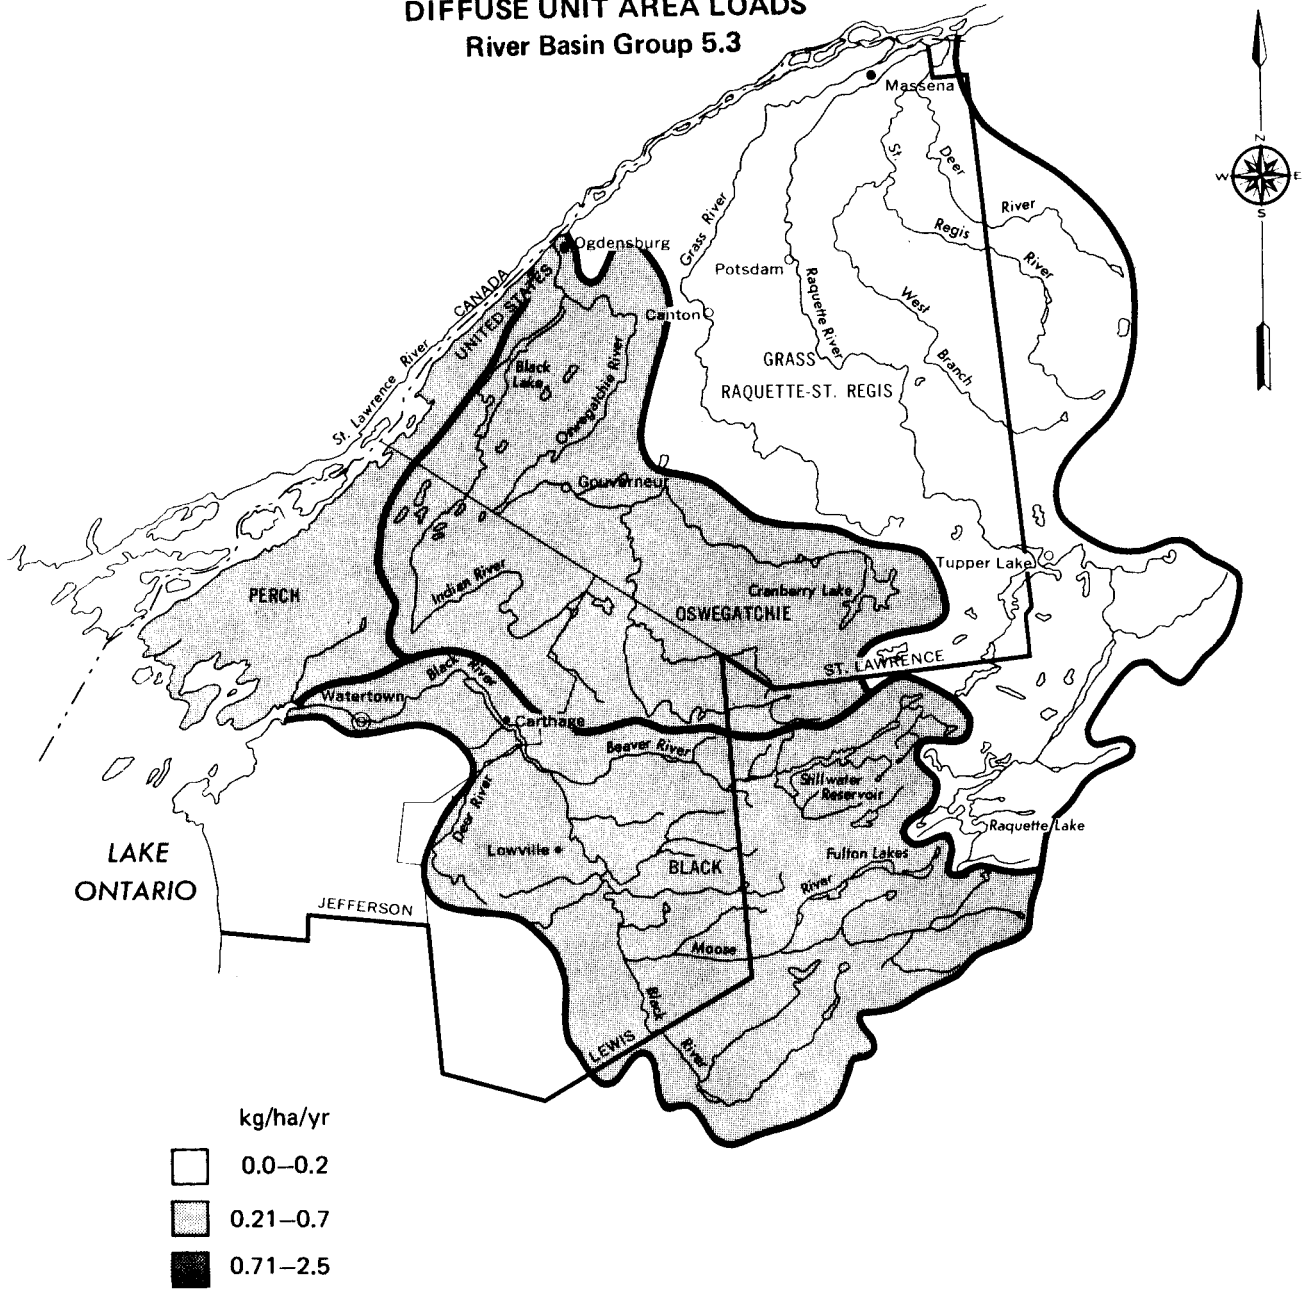 DIFFUSE UNIT AREA LOADS
River Basin Group 5.3
Massena
N
W
E
S
St.
Deer
River
Grass River
Regis
River
Ogdensburg
Potsdam
CANADA
UNITED STATES
Raquette River
West
Branch
Canton
St. Lawrence River
Black
Lake
Oswegatchie River
GRASS
RAQUETTE-ST. REGIS
Gouverneur
Tupper Lake
PERCH
Indian River
Cranberry Lake
OSWEGATCHIE
ST. LAWRENCE
Black
River
Watertown
Carthage
Beaver River
Stillwater
Reservoir
Deer River
Raquette Lake
LAKE
ONTARIO
Lowville
Fulton Lakes
BLACK
River
JEFFERSON
Moose
Black
River
LEWIS
kg/ha/yr
0.0–0.2
0.21–0.7
0.71–2.5